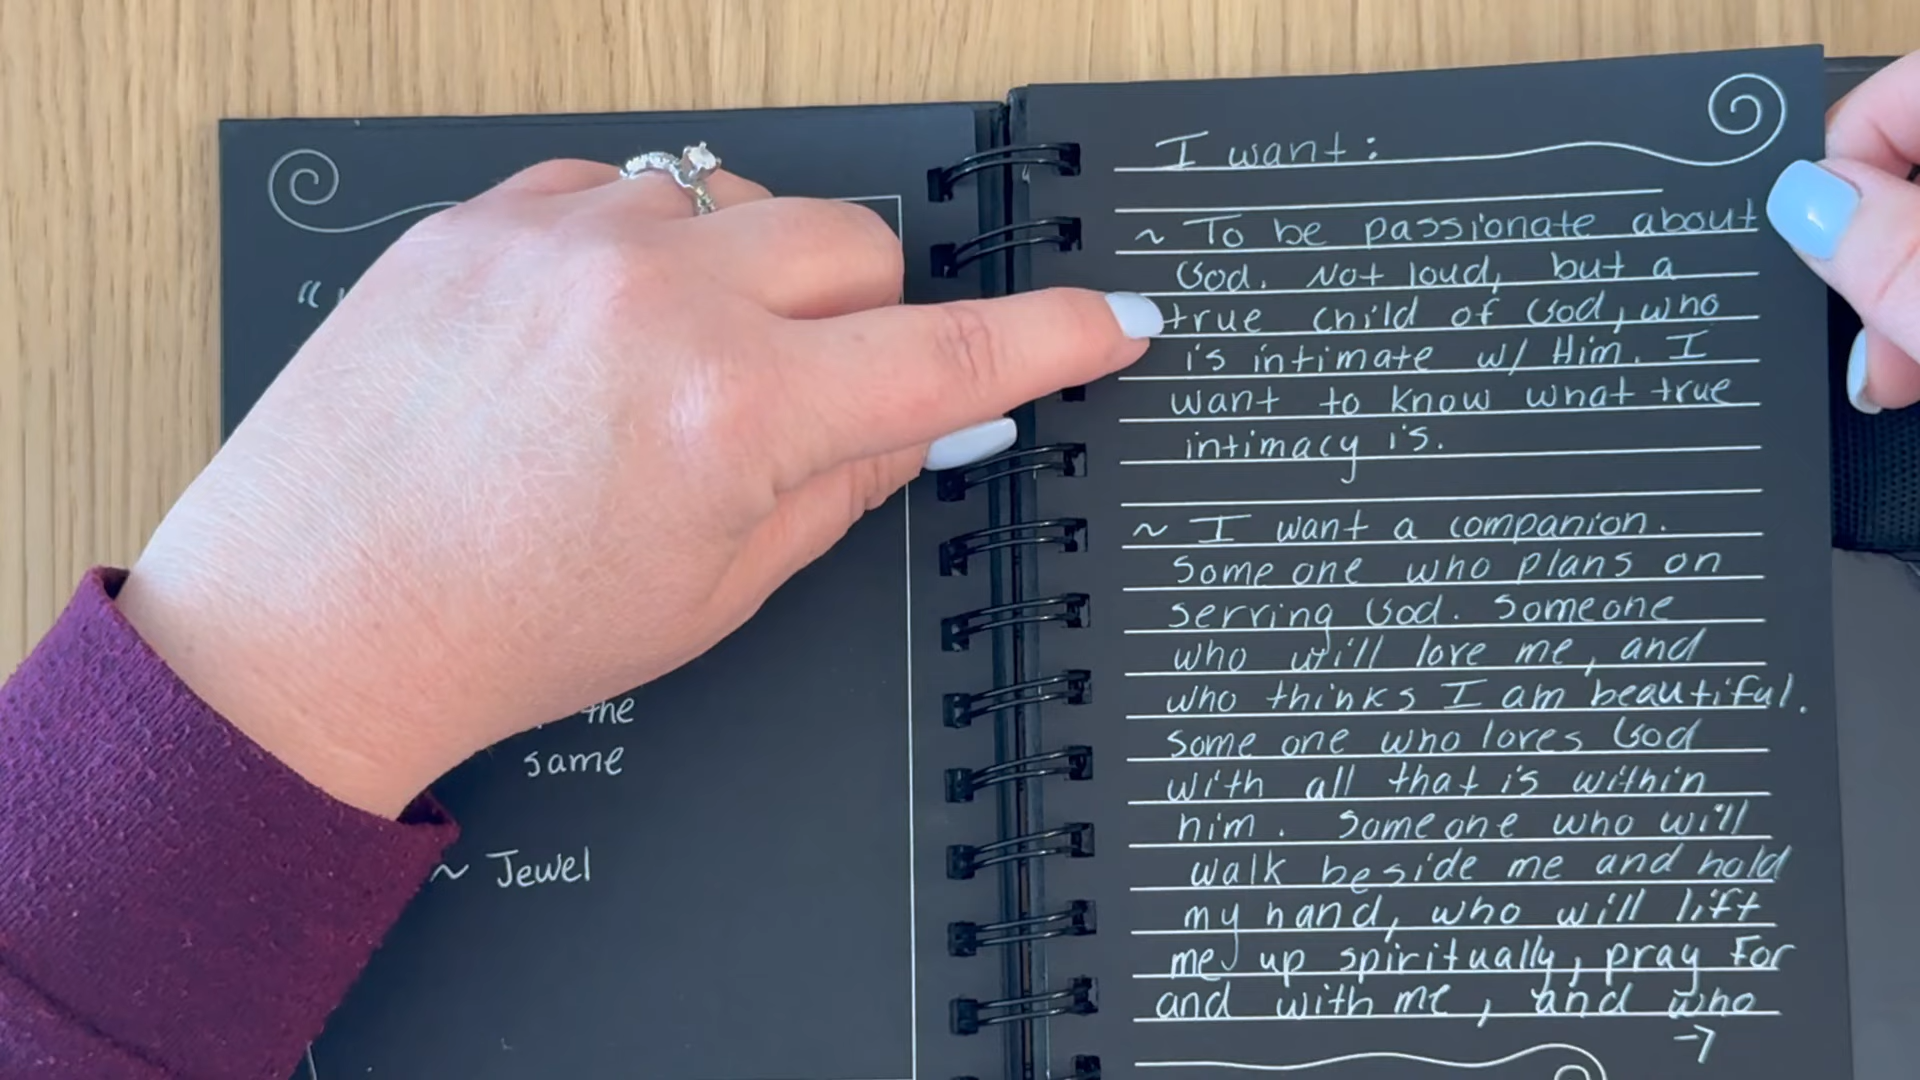 the
same
~ Jewel
I want:
~ To be passionate about
God. Not loud, but a
true child of God, who
is intimate w/ Him. I
want to know what true
intimacy is.
~ I want a companion.
Some one who plans on
serving God. Someone
who will love me, and
who thinks I am beautiful.
Some one who loves God
with all that is within
him. Someone who will
walk beside me and hold
my hand, who will lift
me up spiritually, pray for
and with me, and who
→